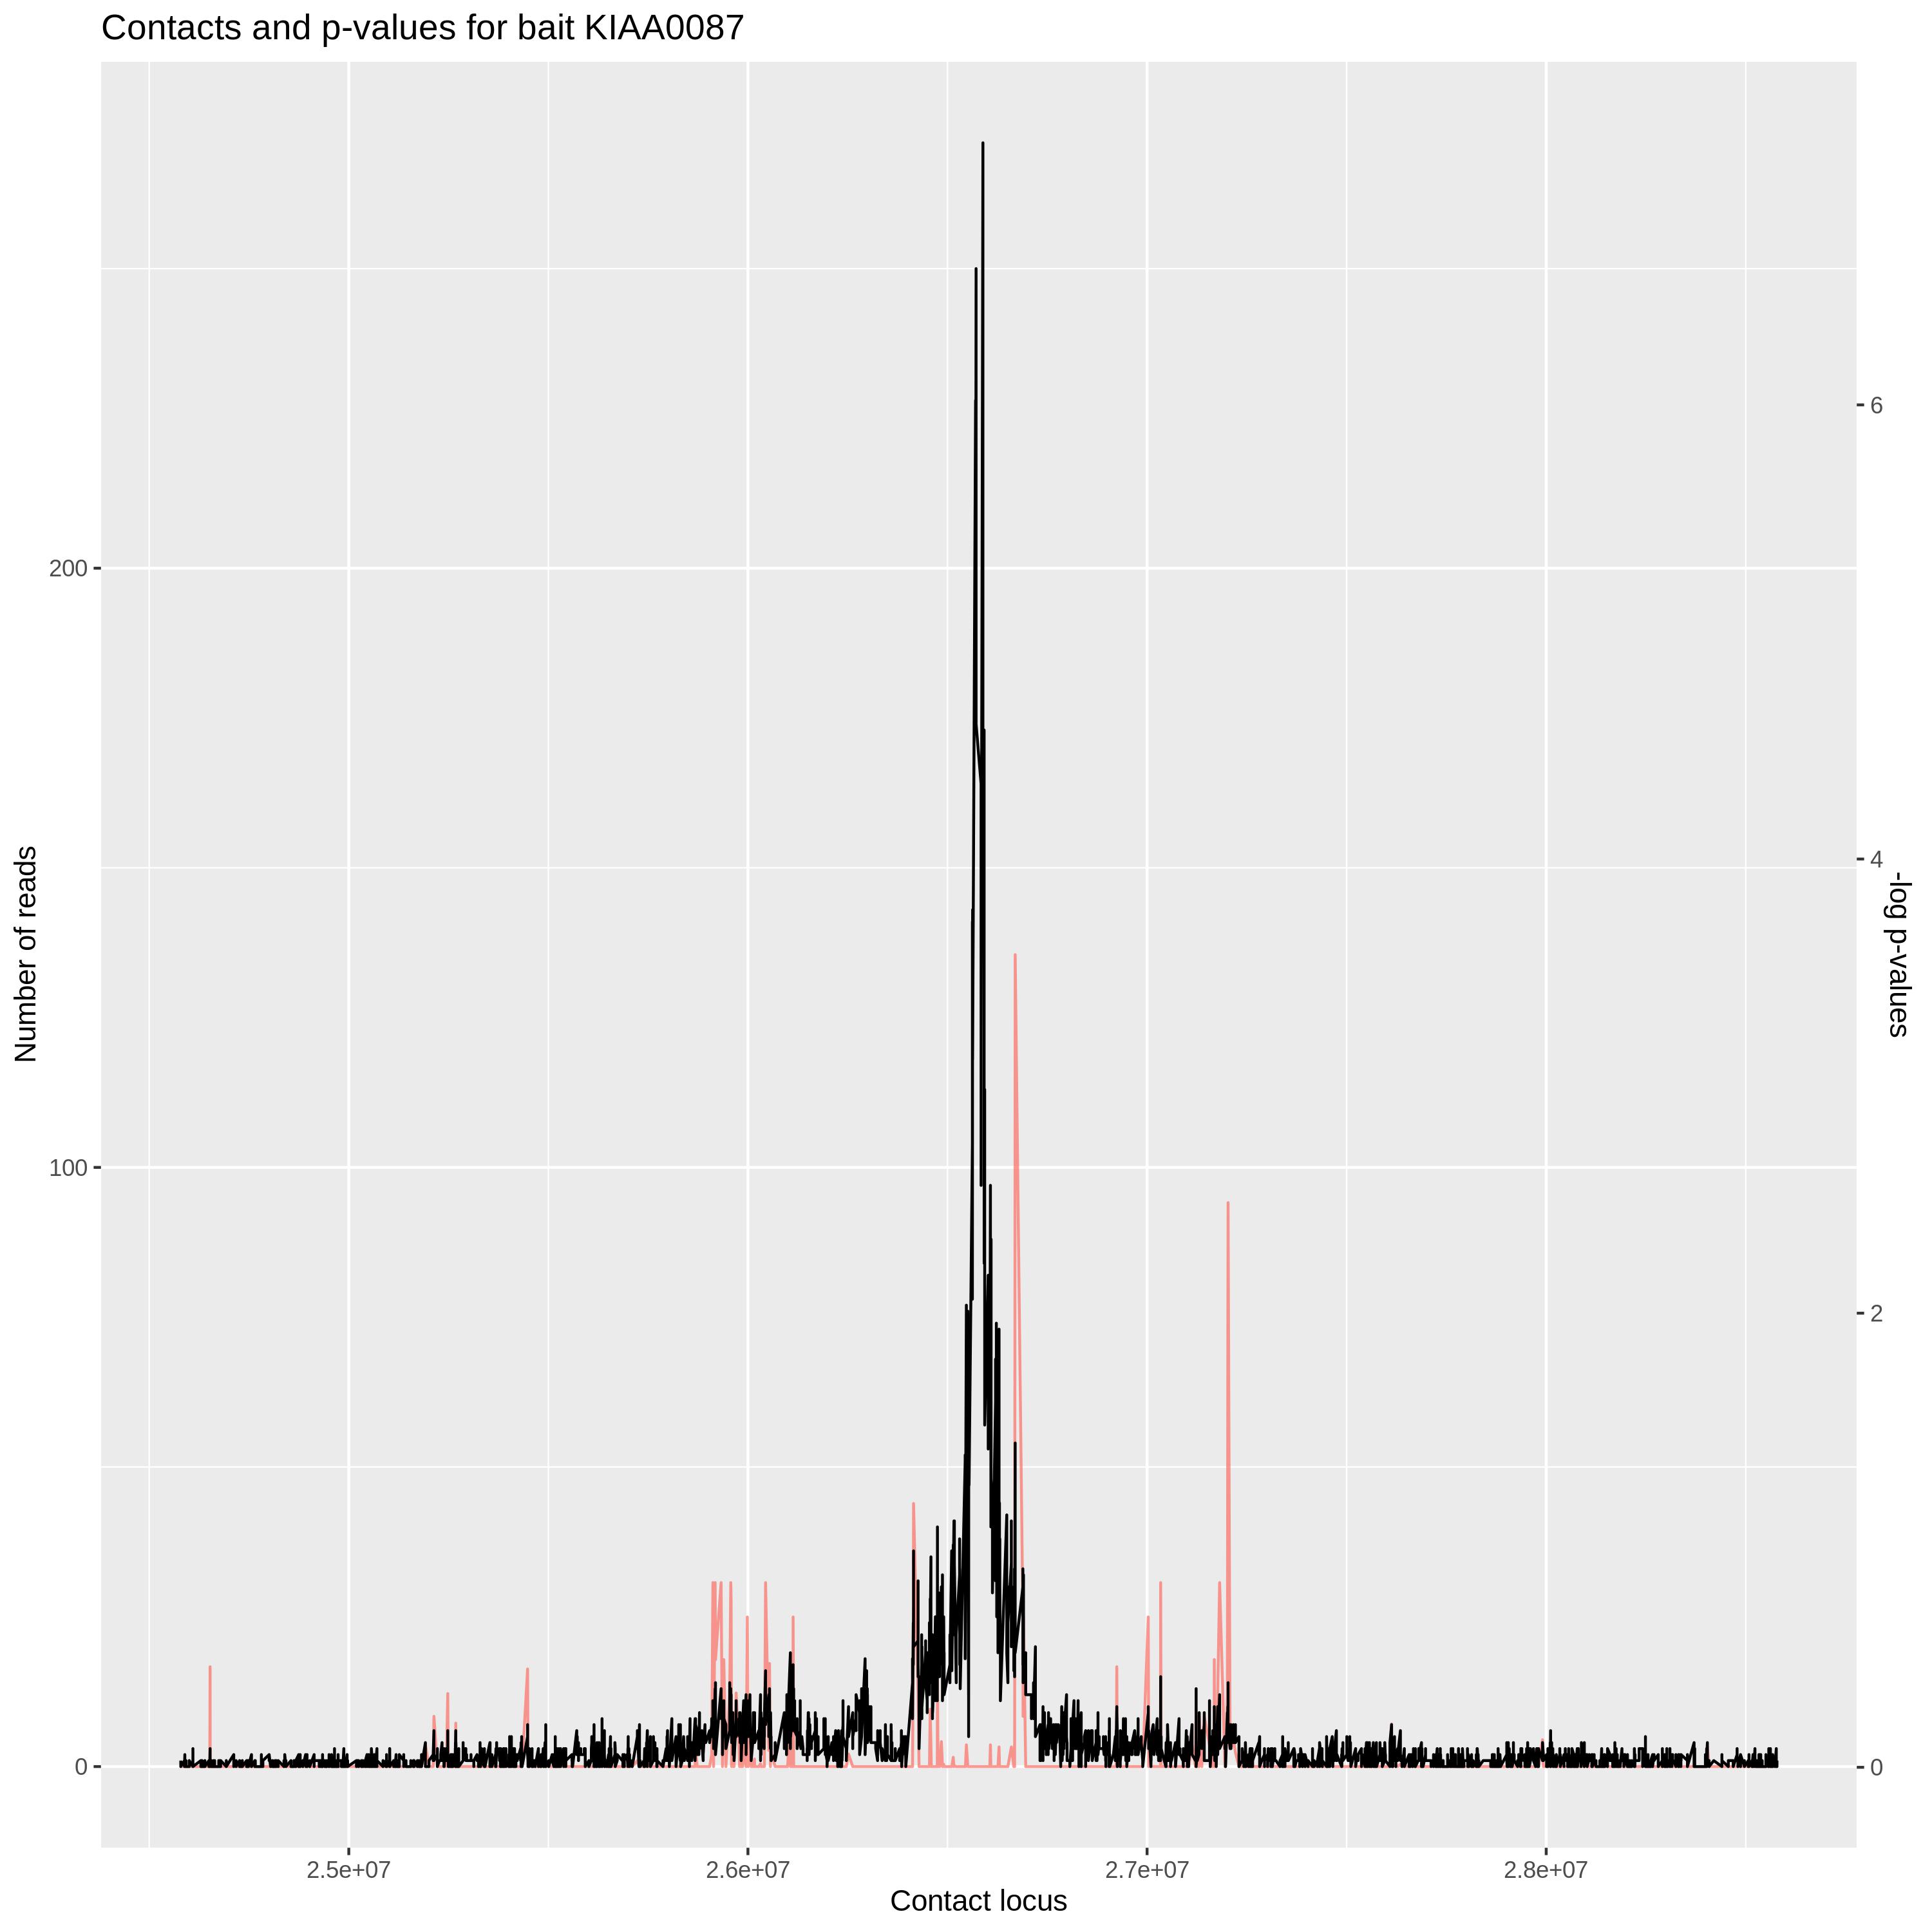 Contacts and p-values for bait KIAA0087
Number of reads
200
100
0
6
4
2
0
-log p-values
2.5e+07 2.6e+07 2.7e+07 2.8e+07
Contact locus